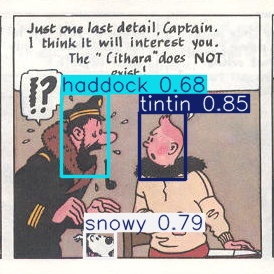 Just one last detail, Captain.
I think it will interest you.
The "Cithara" does NOT
exist!
!?
haddock 0.68
tintin 0.85
snowy 0.79